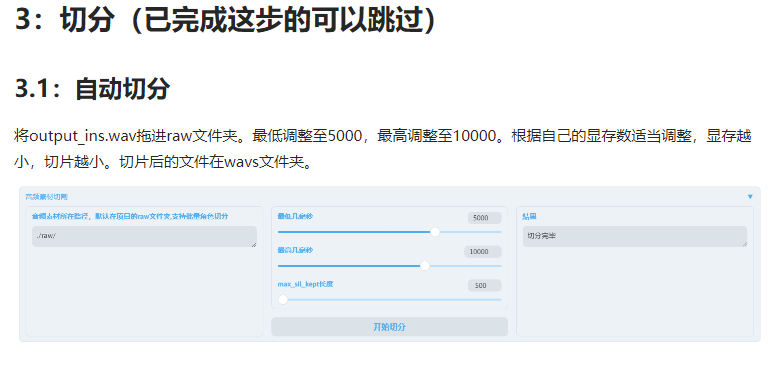 3：切分（已完成这步的可以跳过）
3.1：自动切分
将output_ins.wav拖进raw文件夹。最低调整至5000，最高调整至10000。根据自己的显存数适当调整，显存越
小，切片越小。切片后的文件在wavs文件夹。
音频素材切割
▼
音频素材所在路径，默认在项目的raw文件夹,支持批量角色切分
./raw/
最低几毫秒
5000
最高几毫秒
10000
max_sil_kept长度
500
开始切分
结果
切分完毕